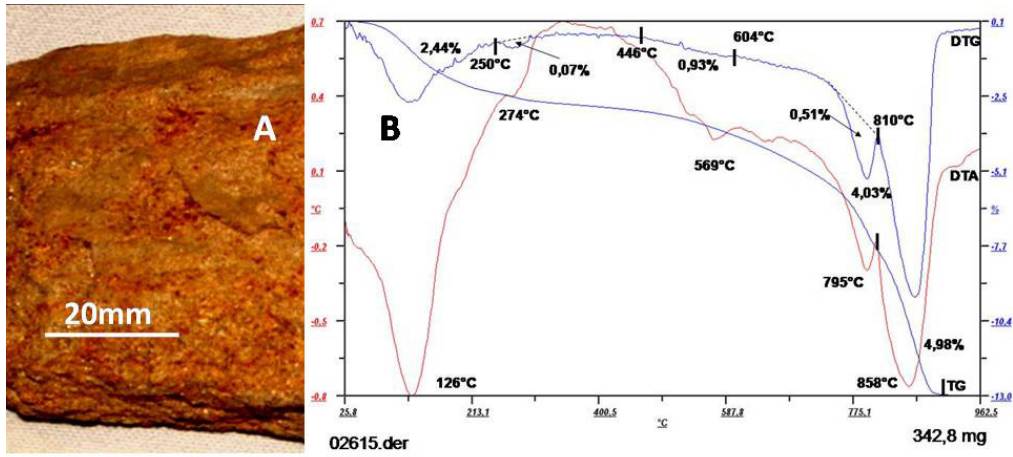 A
20mm
B
0.7
0.4
0.1
°C
-0.2
-0.5
-0.8
0.1
-2.5
-5.1
%
-7.7
-10.4
-13.0
DTG
DTA
TG
2,44%
250°C
0,07%
274°C
446°C
0,93%
604°C
569°C
0,51%
810°C
4,03%
795°C
4,98%
858°C
126°C
25.8 213.1 400.5 587.8 775.1 962.5
°C
02615.der 342,8 mg